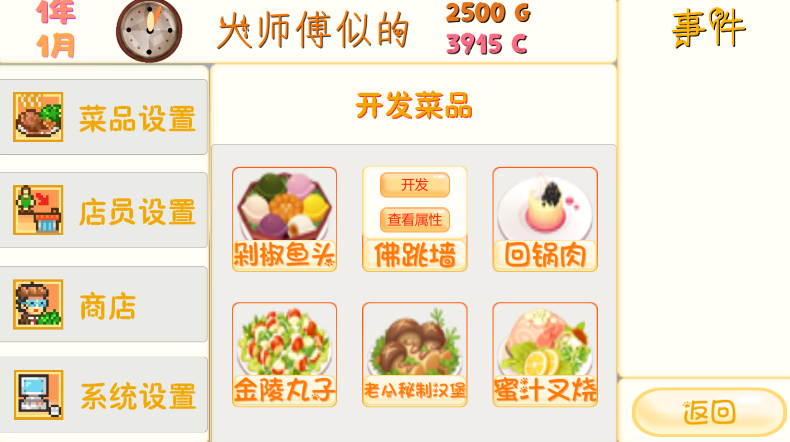 1年
1月
大师傅似的
2500 G
3915 C
事件
菜品设置
店员设置
商店
系统设置
开发菜品
剁椒鱼头
开发
查看属性
佛跳墙
回锅肉
金陵丸子
老公秘制汉堡
蜜汁叉烧
返回